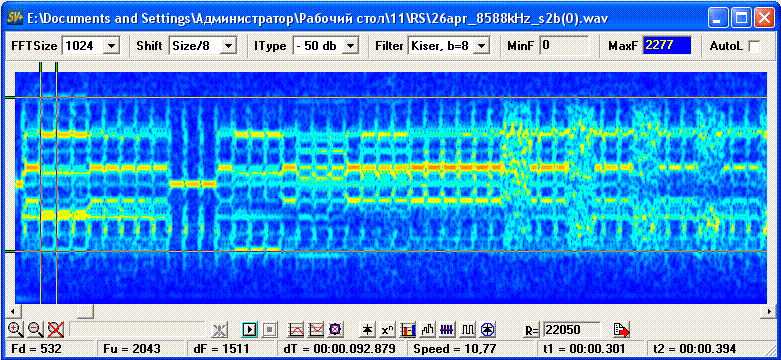 E:\Documents and Settings\Администратор\Рабочий стол\11\RS\26apr_8588kHz_s2b(0).wav
FFTSize 1024 Shift Size/8 IType - 50 db Filter Kiser, b=8 MinF 0 MaxF 2277 AutoL
R= 22050
Fd = 532 Fu = 2043 dF = 1511 dT = 00:00.092.879 Speed = 10,77 t1 = 00:00.301 t2 = 00:00.394